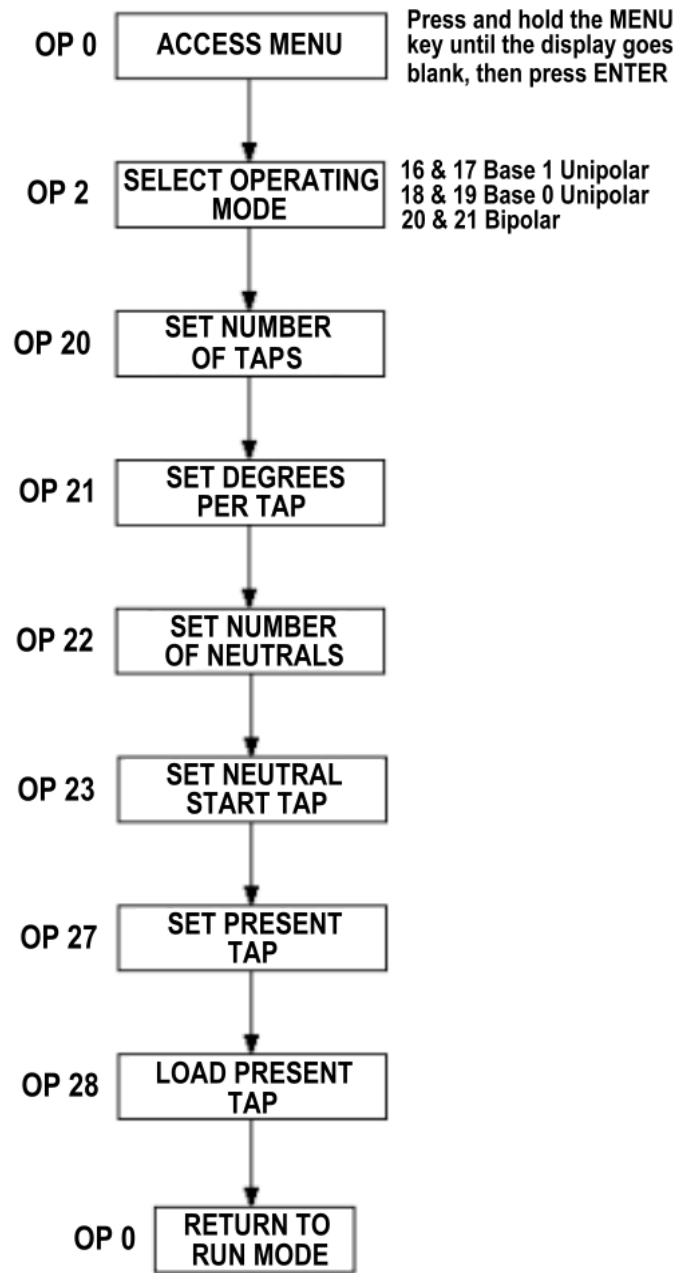 OP 0
ACCESS MENU
Press and hold the MENU
key until the display goes
blank, then press ENTER
OP 2
SELECT OPERATING
MODE
16 & 17 Base 1 Unipolar
18 & 19 Base 0 Unipolar
20 & 21 Bipolar
OP 20
SET NUMBER
OF TAPS
OP 21
SET DEGREES
PER TAP
OP 22
SET NUMBER
OF NEUTRALS
OP 23
SET NEUTRAL
START TAP
OP 27
SET PRESENT
TAP
OP 28
LOAD PRESENT
TAP
OP 0
RETURN TO
RUN MODE